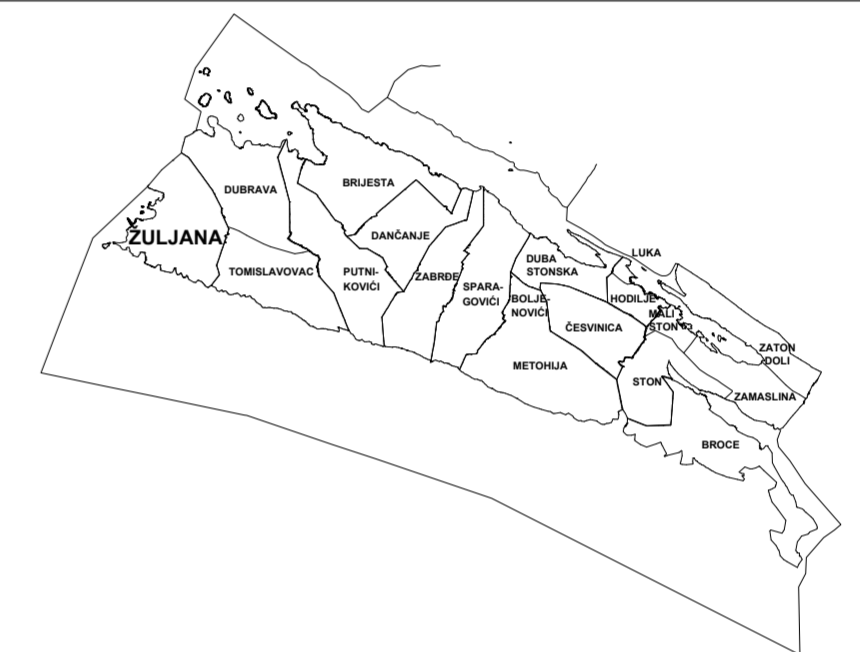 BRIJESTA
DUBRAVA
ŽULJANA
DANČANJE
TOMISLAVOVAC
PUTNI-
KOVIĆI
ZABRĐE
SPARA-
GOVIĆI
DUBA
STONSKA
LUKA
BOLJE-
NOVIĆI
HODILJE
MALI
STON
ČESVINICA
METOHIJA
STON
ZATON
DOLI
ZAMASLINA
BROCE